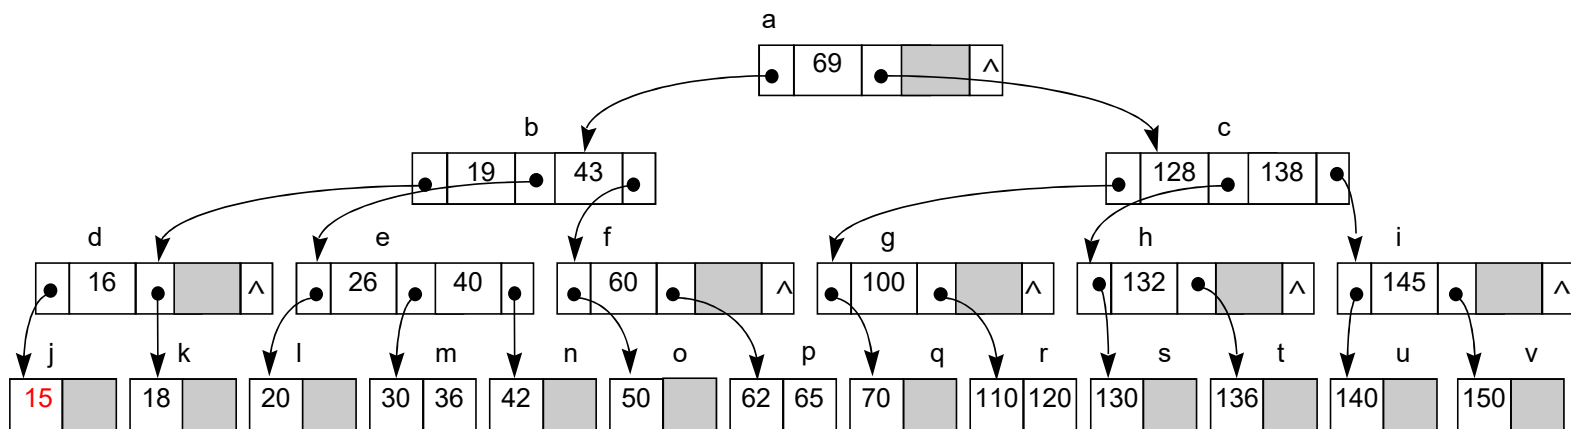 a
69 ^
b c
19 43 128 138
d e f g h i
16 ^ 26 40 60 ^ 100 ^ 132 ^ 145 ^
j k l m n o p q r s t u v
15 18 20 30 36 42 50 62 65 70 110 120 130 136 140 150